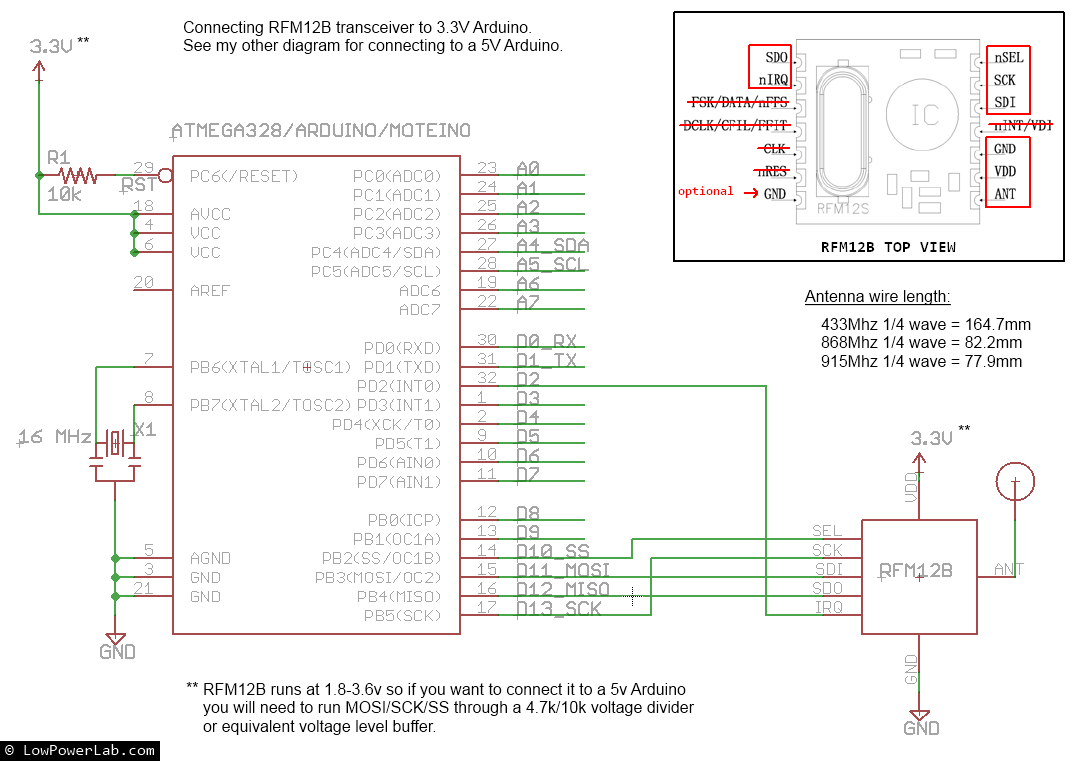 Connecting RFM12B transceiver to 3.3V Arduino.
See my other diagram for connecting to a 5V Arduino.
3.3V **
ATMEGA328/ARDUINO/MOTEINO
R1
10k
RST
29 PC6(/RESET)
18 AVCC
4 VCC
6 VCC
20 AREF
7 PB6(XTAL1/TOSC1)
8 PB7(XTAL2/TOSC2)
16 MHz X1
5 AGND
3 GND
21 GND
GND
PC0(ADC0) 23 A0
PC1(ADC1) 24 A1
PC2(ADC2) 25 A2
PC3(ADC3) 26 A3
PC4(ADC4/SDA) 27 A4_SDA
PC5(ADC5/SCL) 28 A5_SCL
ADC6 19 A6
ADC7 22 A7
PD0(RXD) 30 D0_RX
PD1(TXD) 31 D1_TX
PD2(INT0) 32 D2
PD3(INT1) 1 D3
PD4(XCK/T0) 2 D4
PD5(T1) 9 D5
PD6(AIN0) 10 D6
PD7(AIN1) 11 D7
PB0(ICP) 12 D8
PB1(OC1A) 13 D9
PB2(SS/OC1B) 14 D10_SS
PB3(MOSI/OC2) 15 D11_MOSI
PB4(MISO) 16 D12_MISO
PB5(SCK) 17 D13_SCK
SDO
nIRQ
FSK/DATA/nFFS
DCLK/CFIL/FFIT
CLK
nRES
optional GND
IC
RFM12S
nSEL
SCK
SDI
nINT/VDI
GND
VDD
ANT
RFM12B TOP VIEW
Antenna wire length:
433Mhz 1/4 wave = 164.7mm
868Mhz 1/4 wave = 82.2mm
915Mhz 1/4 wave = 77.9mm
3.3V **
VDD
SEL
SCK
SDI
SDO
IRQ
RFM12B
ANT
GND
GND
** RFM12B runs at 1.8-3.6v so if you want to connect it to a 5v Arduino
you will need to run MOSI/SCK/SS through a 4.7k/10k voltage divider
or equivalent voltage level buffer.
© LowPowerLab.com